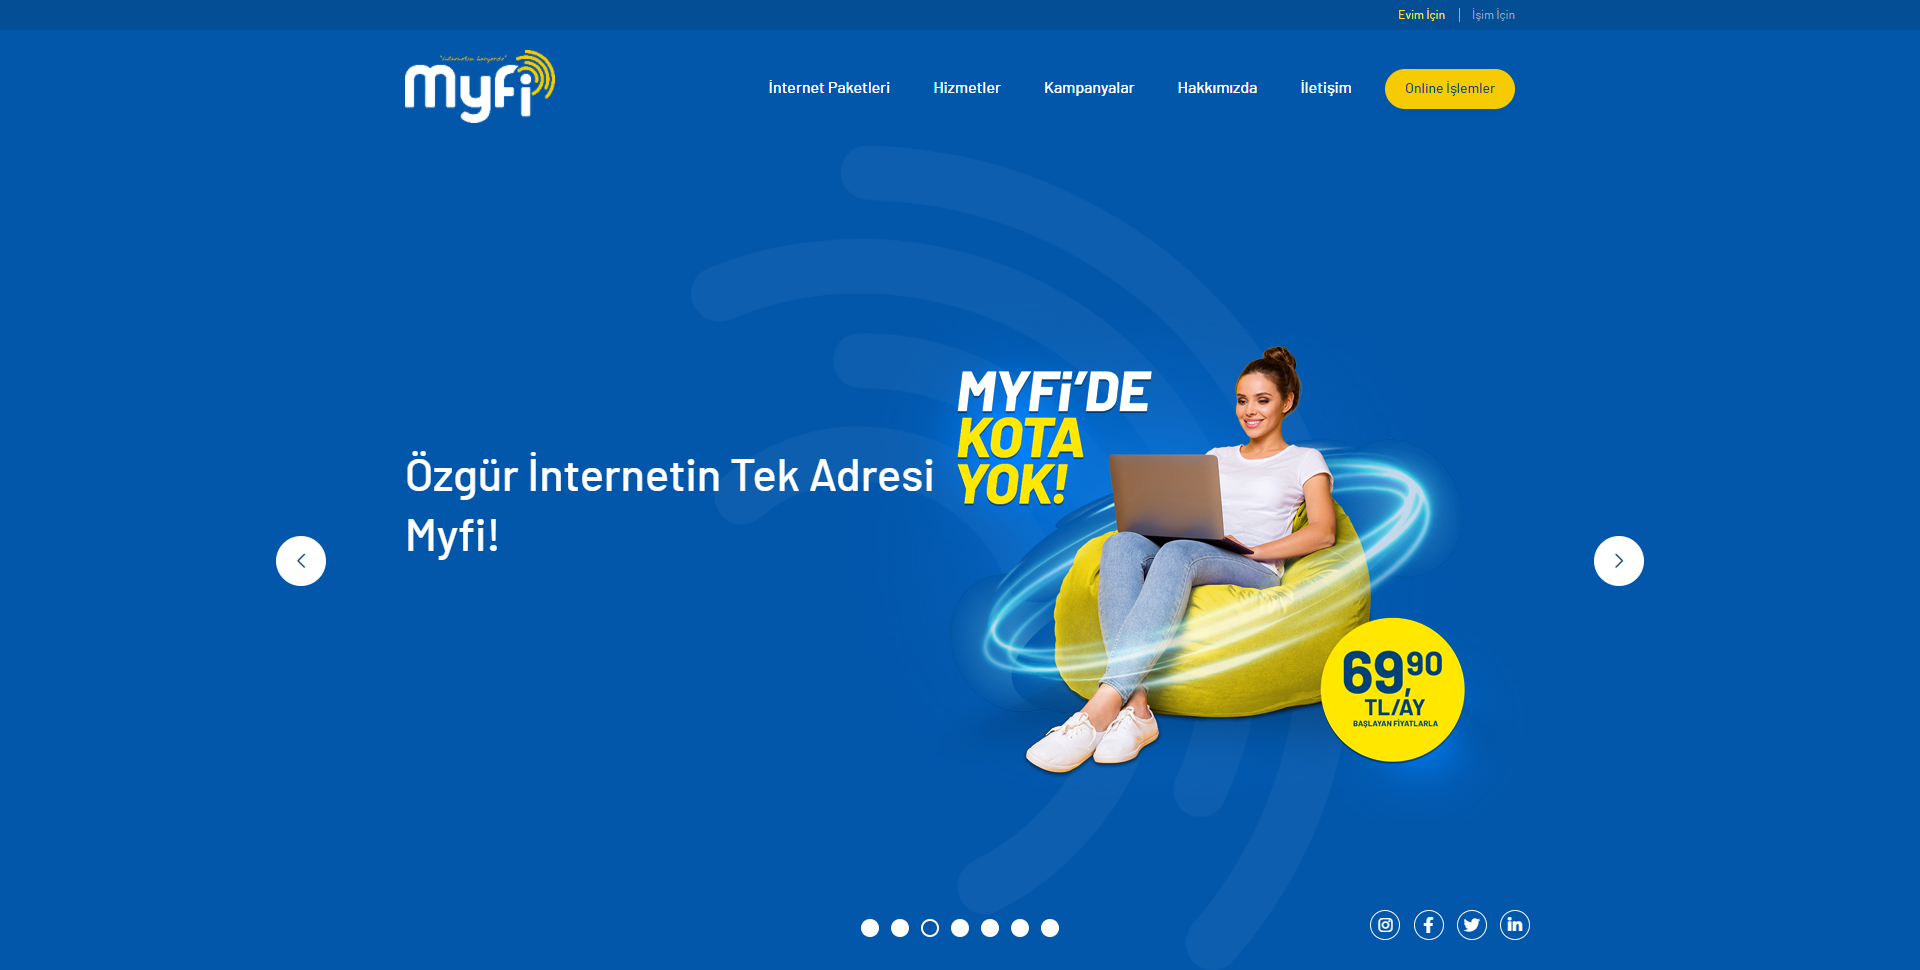 Evim İçin
İşim İçin
"internetin heryerde"
Myfi
İnternet Paketleri
Hizmetler
Kampanyalar
Hakkımızda
İletişim
Online İşlemler
MYFİ'DE
KOTA
YOK!
Özgür İnternetin Tek Adresi
Myfi!
69,90
TL/AY
BAŞLAYAN FİYATLARLA